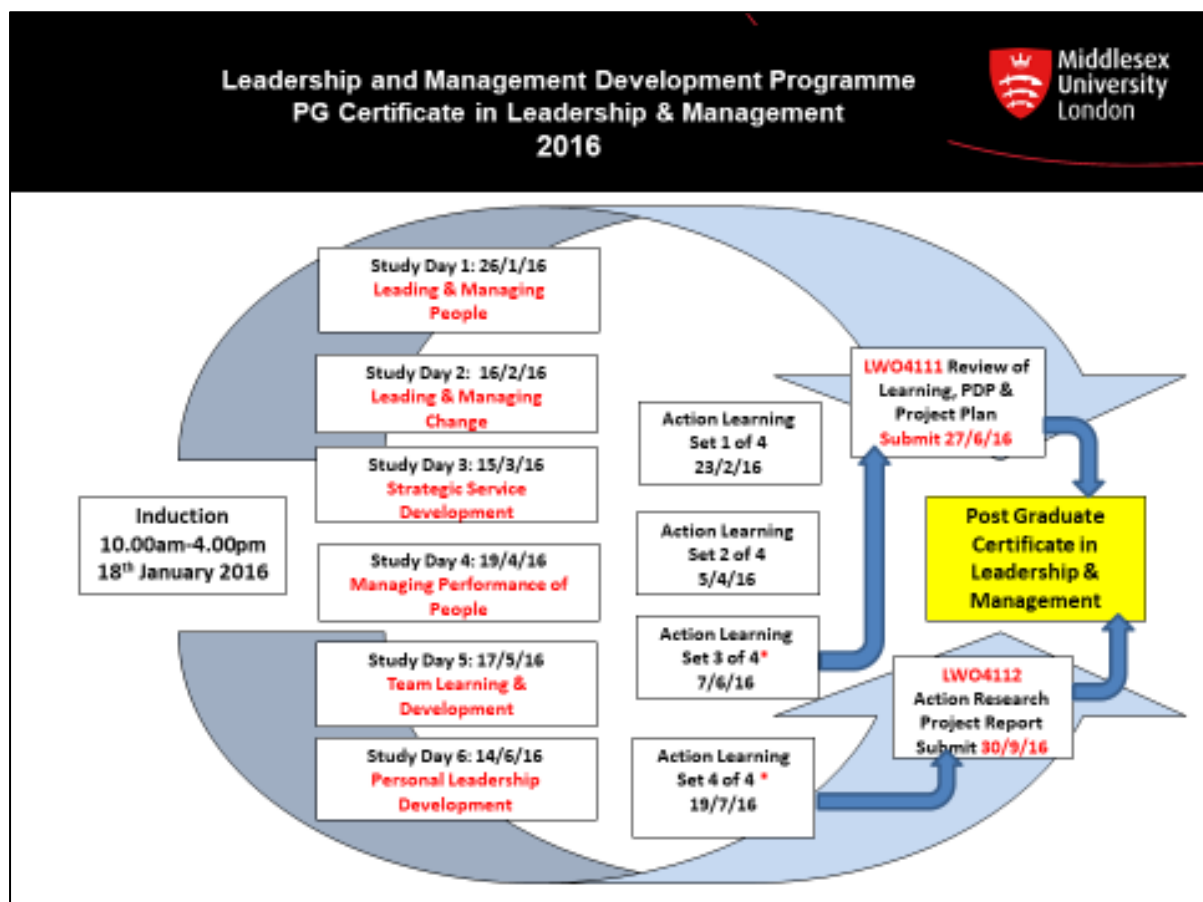 Leadership and Management Development Programme
PG Certificate in Leadership & Management
2016
Middlesex
University
London
Induction
10.00am-4.00pm
18th January 2016
Study Day 1: 26/1/16
Leading & Managing
People
Study Day 2: 16/2/16
Leading & Managing
Change
Study Day 3: 15/3/16
Strategic Service
Development
Study Day 4: 19/4/16
Managing Performance of
People
Study Day 5: 17/5/16
Team Learning &
Development
Study Day 6: 14/6/16
Personal Leadership
Development
Action Learning
Set 1 of 4
23/2/16
Action Learning
Set 2 of 4
5/4/16
Action Learning
Set 3 of 4*
7/6/16
Action Learning
Set 4 of 4 *
19/7/16
LWO4111 Review of
Learning, PDP &
Project Plan
Submit 27/6/16
Post Graduate
Certificate in
Leadership &
Management
LWO4112
Action Research
Project Report
Submit 30/9/16